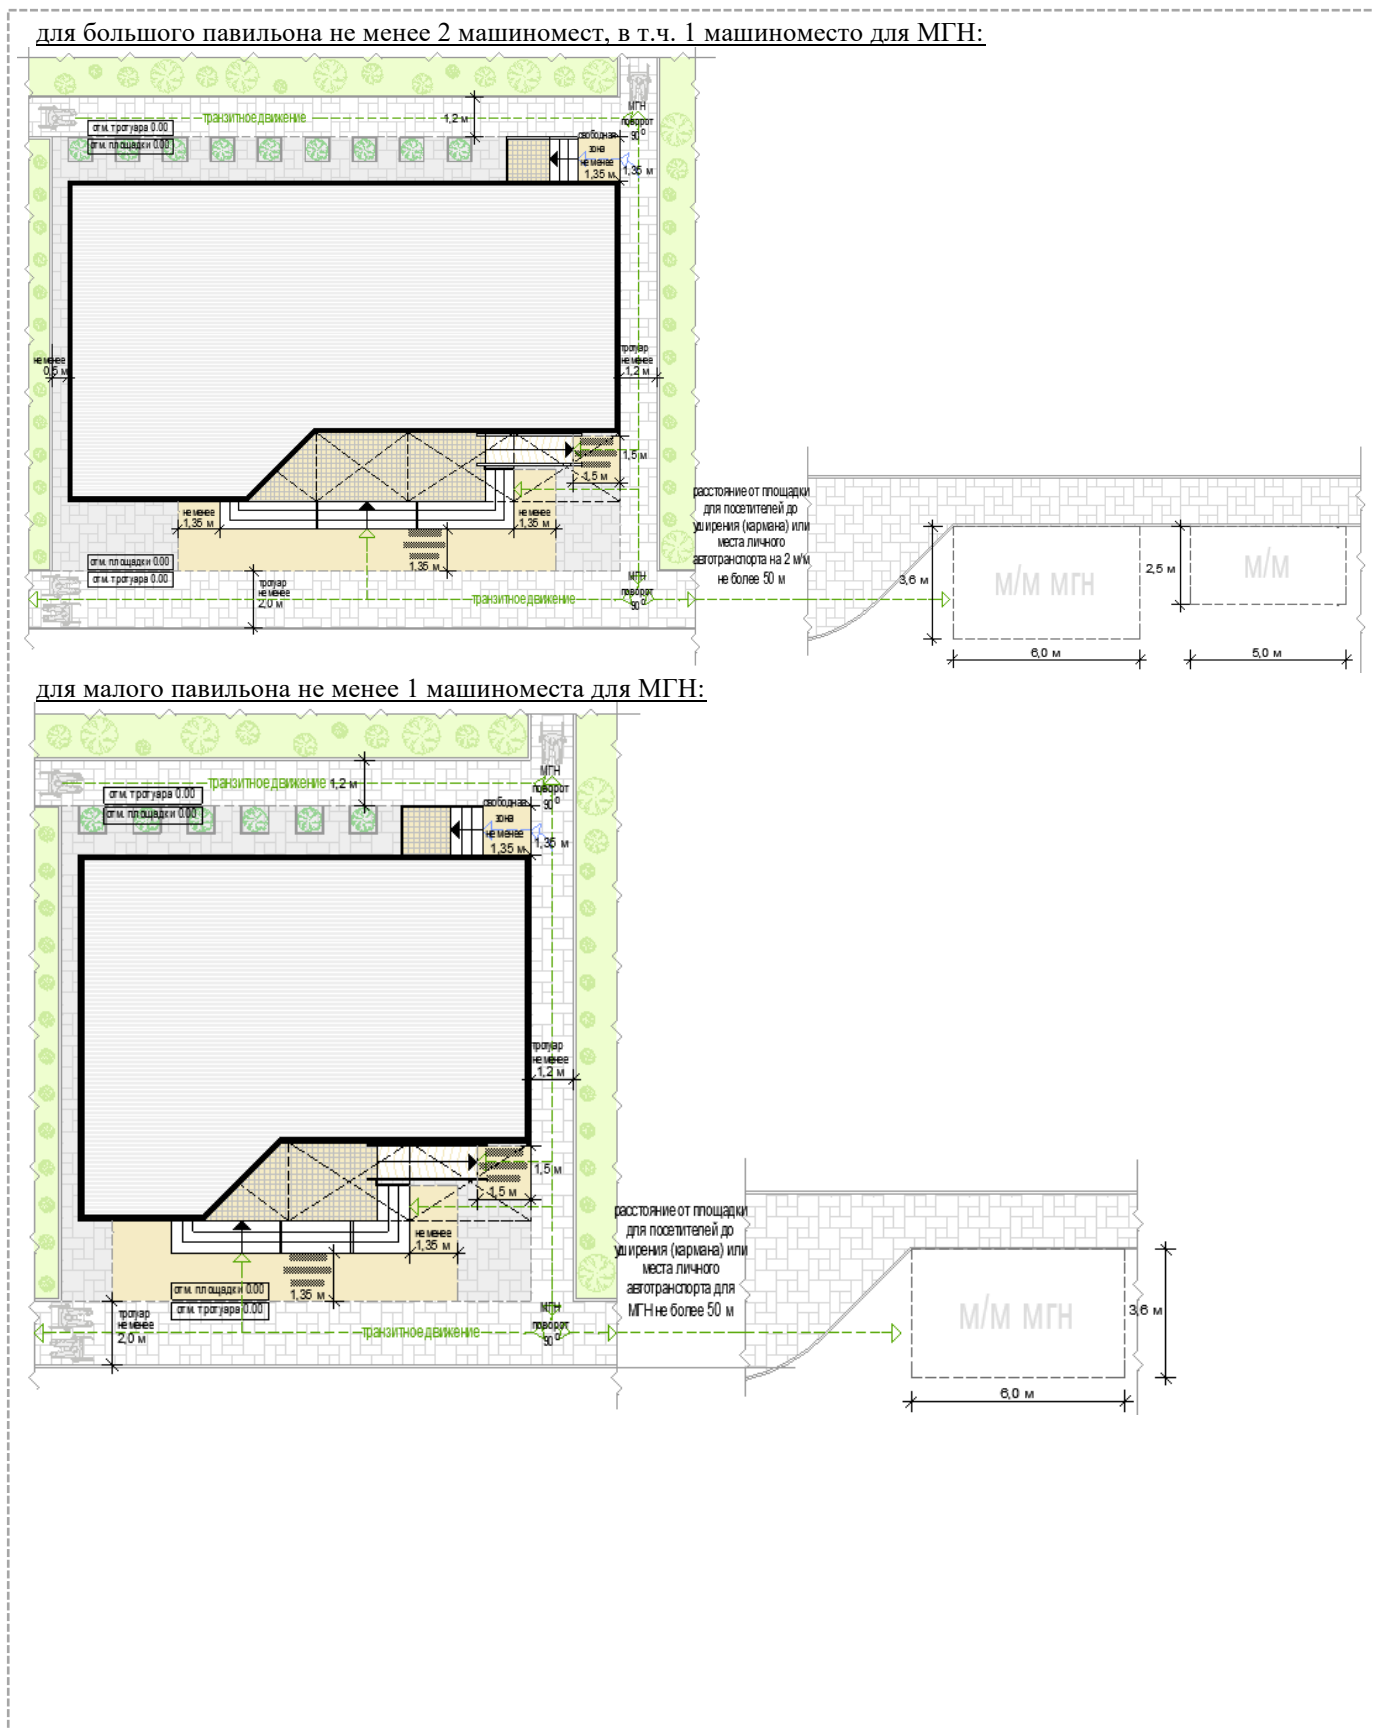 для большого павильона не менее 2 машиномест, в т.ч. 1 машиноместо для МГН:
транзитное движение
1,2 м
МГН
поворот
90°
отм. тротуара 0.00
отм. площадки 0.00
свободная
зона
не менее
1,35 м
1,35 м
не менее
0,5 м
тротуар
не менее
1,2 м
1,5 м
1,5 м
не менее
1,35 м
не менее
1,35 м
1,35 м
отм. площадки 0.00
отм. тротуара 0.00
тротуар
не менее
2,0 м
транзитное движение
МГН
поворот
90°
расстояние от площадки
для посетителей до
уширения (кармана) или
места личного
автотранспорта на 2 м/м
не более 50 м
3,6 м
М/М МГН
2,5 м
М/М
6,0 м
5,0 м
для малого павильона не менее 1 машиноместа для МГН:
транзитное движение
1,2 м
МГН
поворот
90°
отм. тротуара 0.00
отм. площадки 0.00
свободная
зона
не менее
1,35 м
1,35 м
тротуар
не менее
1,2 м
1,5 м
1,5 м
не менее
1,35 м
1,35 м
отм. площадки 0.00
отм. тротуара 0.00
тротуар
не менее
2,0 м
транзитное движение
МГН
поворот
90°
расстояние от площадки
для посетителей до
уширения (кармана) или
места личного
автотранспорта для
МГН не более 50 м
М/М МГН
3,6 м
6,0 м